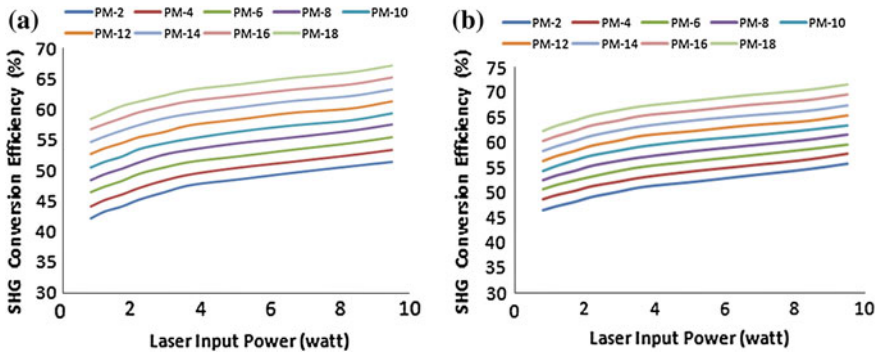 (a)
PM-2 PM-4 PM-6 PM-8 PM-10
PM-12 PM-14 PM-16 PM-18
SHG Conversion Efficiency (%)
70
65
60
55
50
45
40
35
30
0 2 4 6 8 10
Laser Input Power (watt)
(b)
PM-2 PM-4 PM-6 PM-8 PM-10
PM-12 PM-14 PM-16 PM-18
SHG Conversion Efficiency (%)
75
70
65
60
55
50
45
40
35
30
0 2 4 6 8 10
Laser Input Power (watt)